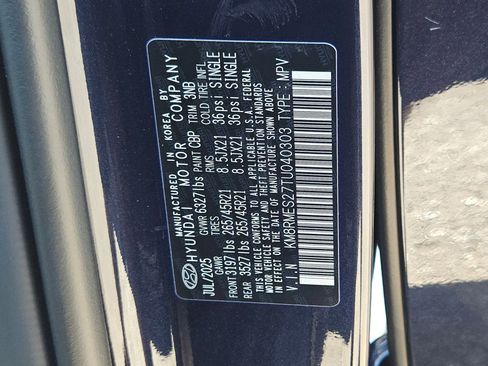 MANUFACTURED IN KOREA BY
HYUNDAI MOTOR COMPANY
JUL/2025 GVWR 6327lbs PAINT CBP TRIM 3NB
GAWR TIRES RIMS COLD TIRE INFL.
FRONT 3197lbs 265/45R21 8.5JX21 36psi SINGLE
REAR 3527lbs 265/45R21 8.5JX21 36psi SINGLE
THIS VEHICLE CONFORMS TO ALL APPLICABLE U.S.A. FEDERAL
MOTOR VEHICLE SAFETY AND THEFT PREVENTION STANDARDS
IN EFFECT ON THE DATE OF MANUFACTURE SHOWN ABOVE
V.I.N. : KM8RMES27TU040303 TYPE : MPV